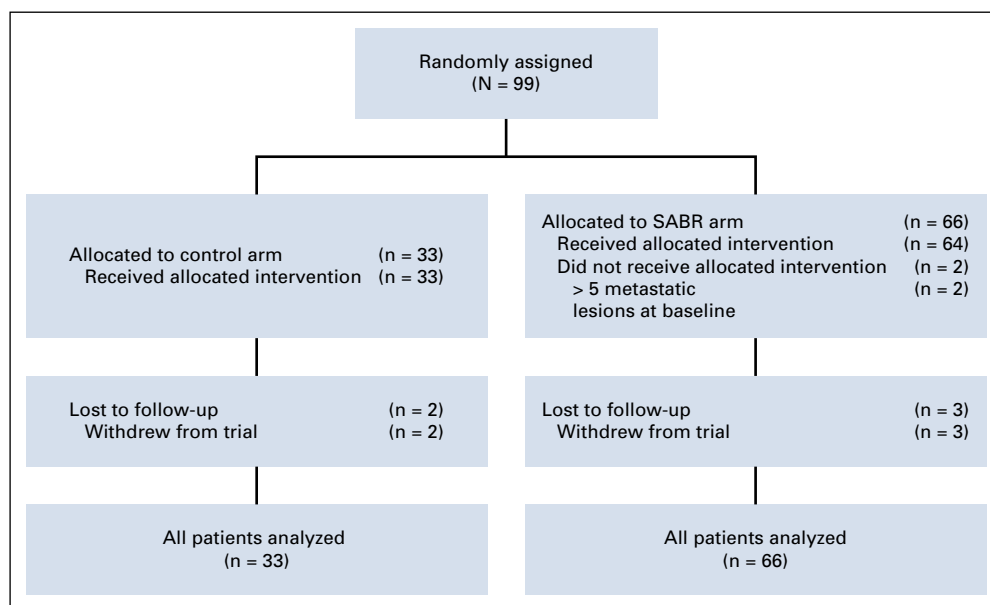 Randomly assigned
(N = 99)
Allocated to control arm (n = 33)
Received allocated intervention (n = 33)
Allocated to SABR arm (n = 66)
Received allocated intervention (n = 64)
Did not receive allocated intervention (n = 2)
> 5 metastatic (n = 2)
lesions at baseline
Lost to follow-up (n = 2)
Withdrew from trial (n = 2)
Lost to follow-up (n = 3)
Withdrew from trial (n = 3)
All patients analyzed
(n = 33)
All patients analyzed
(n = 66)